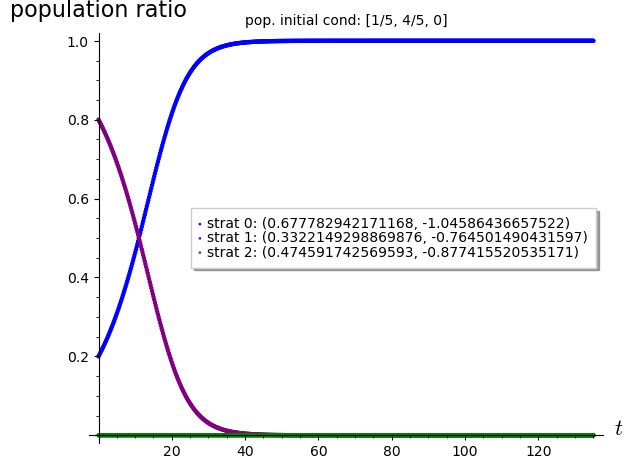 population ratio
pop. initial cond: [1/5, 4/5, 0]
1.0
0.8
0.6
0.4
0.2
strat 0: (0.677782942171168, -1.04586436657522)
strat 1: (0.3322149298869876, -0.764501490431597)
strat 2: (0.474591742569593, -0.877415520535171)
t
20 40 60 80 100 120